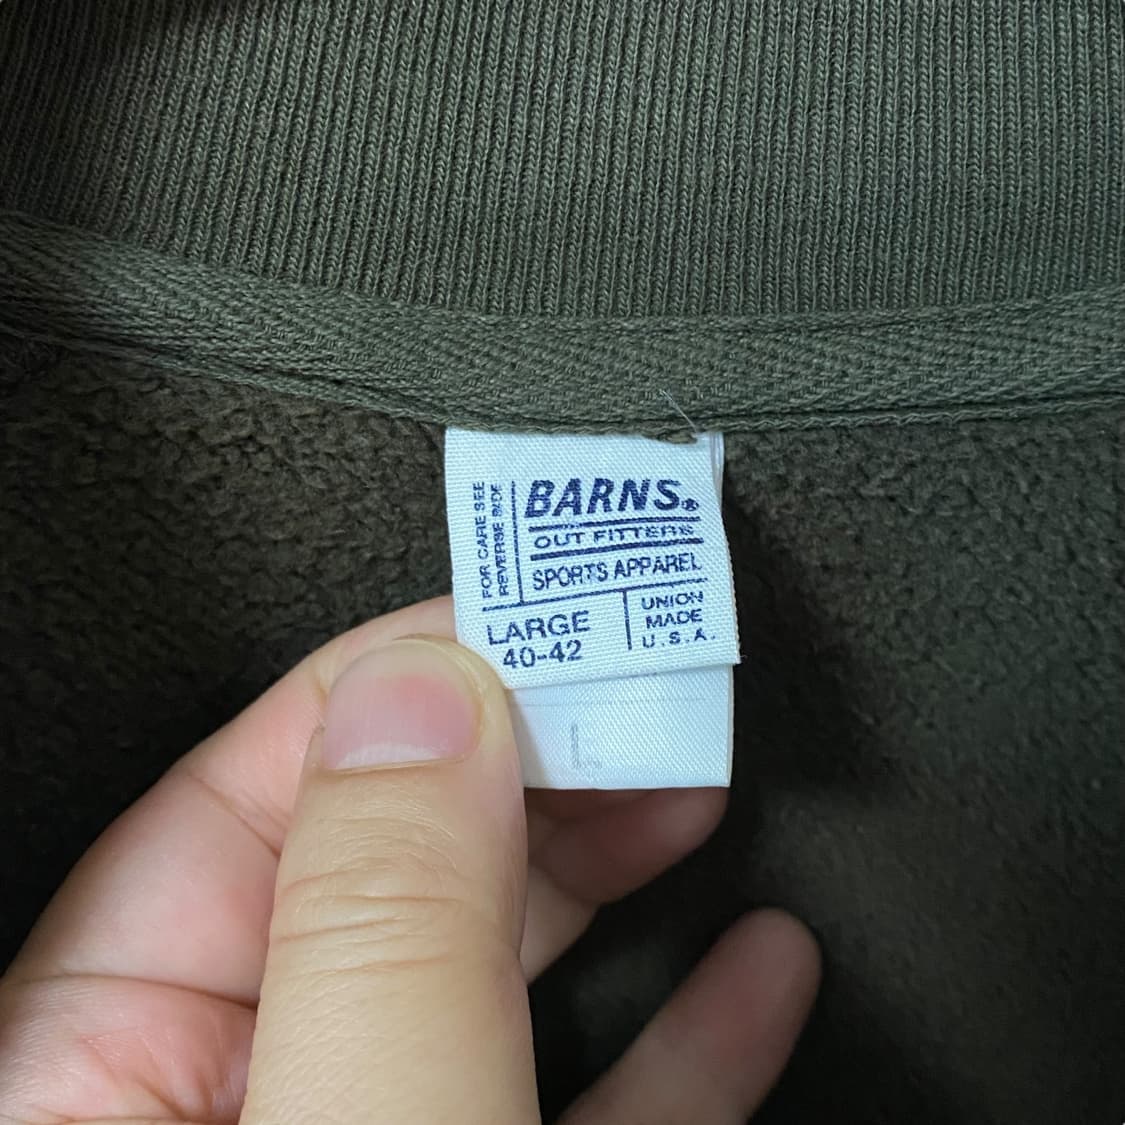 FOR CARE SEE
REVERSE SIDE
BARNS®
OUT FITTERS
SPORTS APPAREL
LARGE
40-42
UNION
MADE
U.S.A.
L